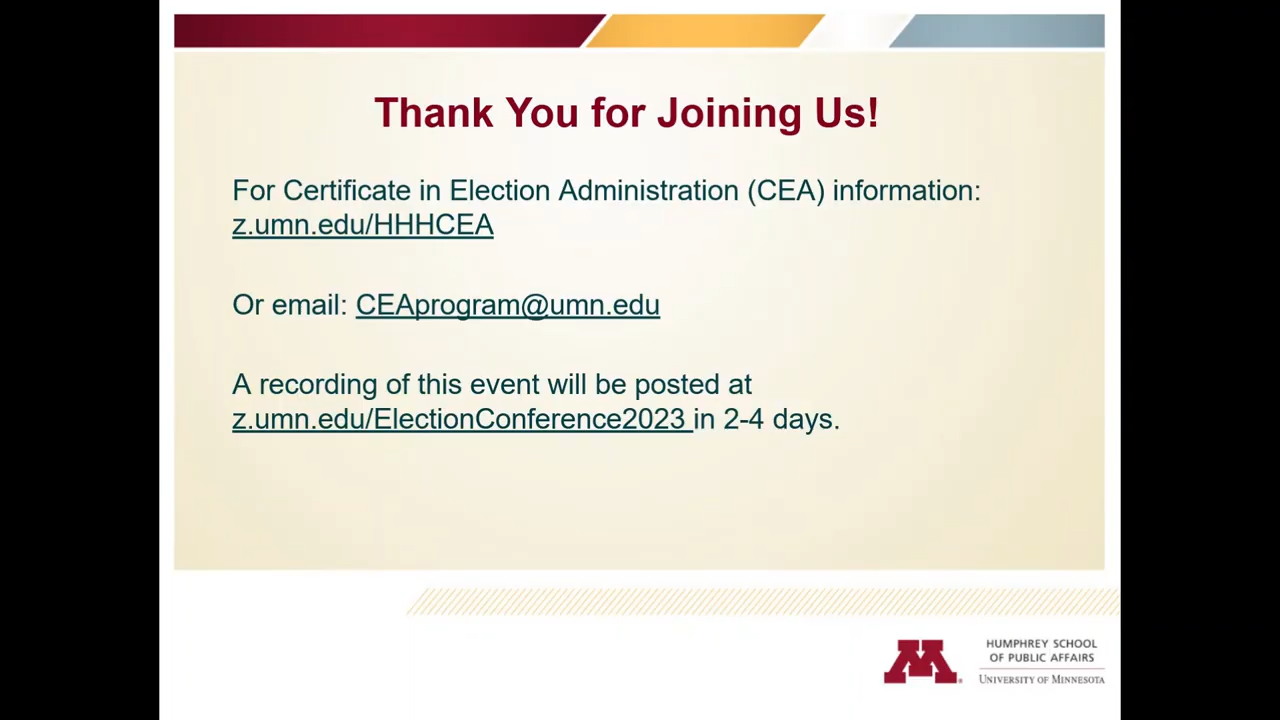 Thank You for Joining Us!
For Certificate in Election Administration (CEA) information:
z.umn.edu/HHHCEA
Or email: CEAprogram@umn.edu
A recording of this event will be posted at
z.umn.edu/ElectionConference2023 in 2-4 days.
M
HUMPHREY SCHOOL
OF PUBLIC AFFAIRS
UNIVERSITY OF MINNESOTA